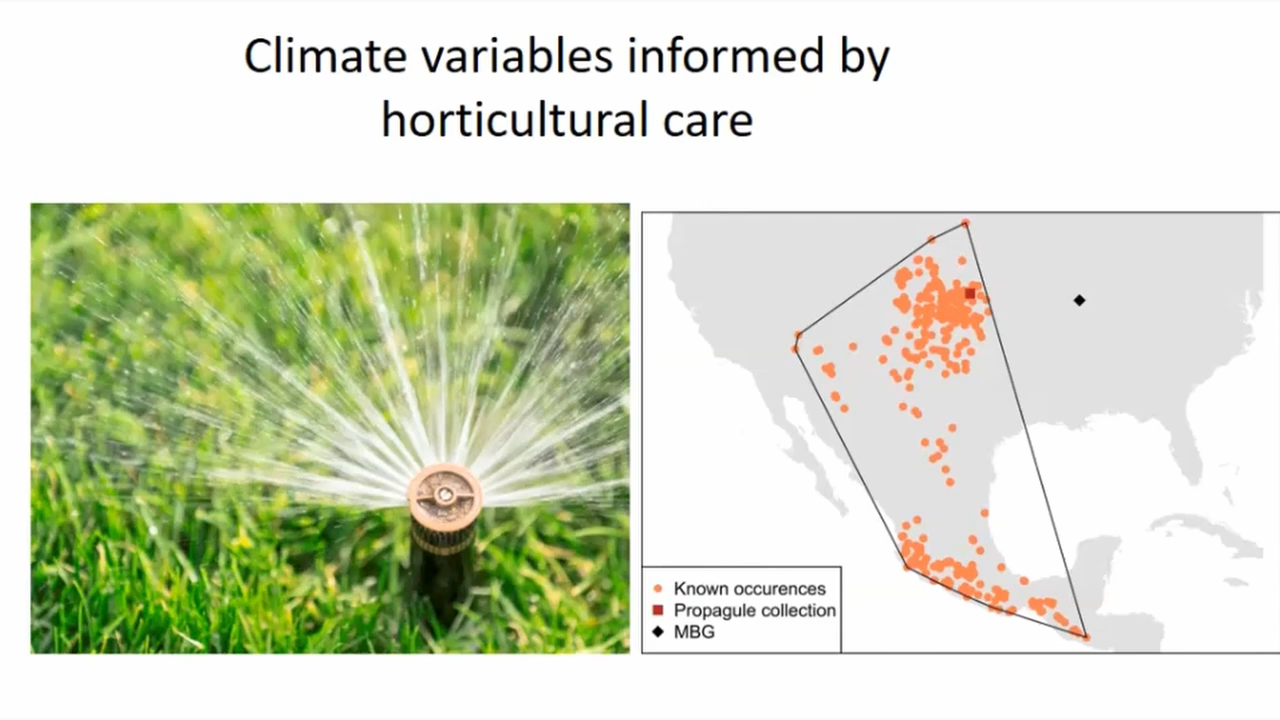 Climate variables informed by
horticultural care
Known occurences
Propagule collection
MBG